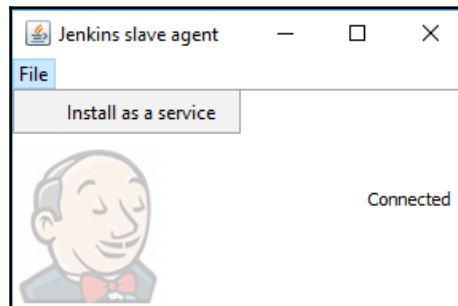 Jenkins slave agent
File
Install as a service
Connected